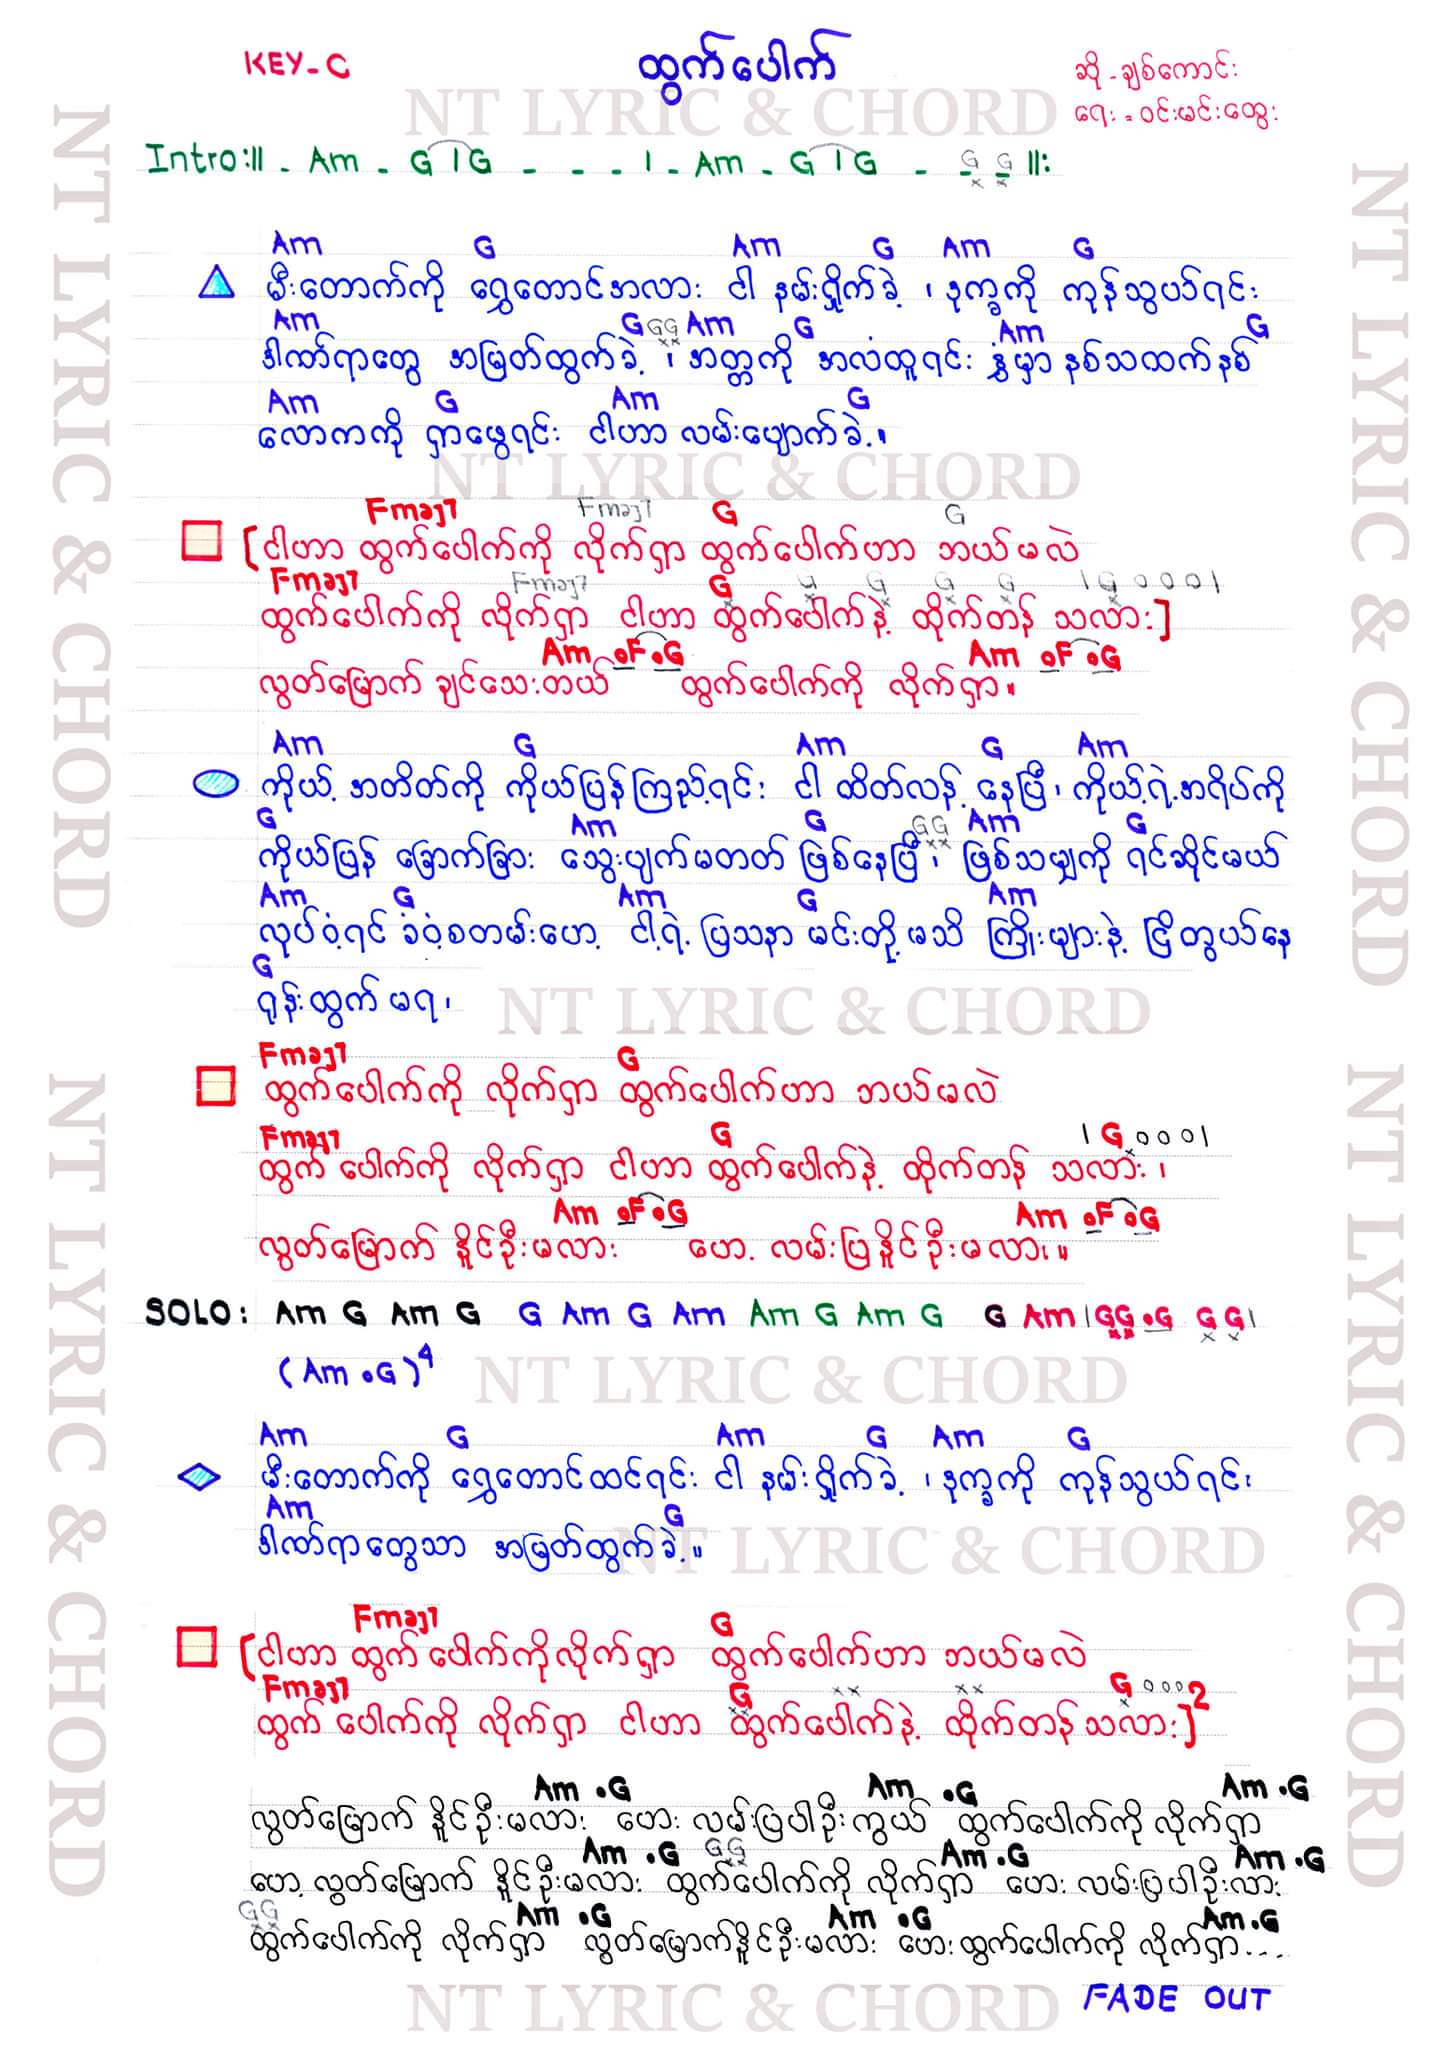 KEY-C
ထွက်ပေါက်
ဆို - ချစ်ကောင်း
ရေး - ဝင်းမင်းထွေး
NT LYRIC & CHORD
Intro:|| - Am - G | G - - - | - Am - G | G - G G ||:
Am G Am G Am G
မီးတောက်ကို ရွှေတောင်အလား ငါ နမ်းရှိုက်ခဲ့ ၊ ဒုက္ခကို ကုန်သွယ်ရင်း
Am G GG Am G Am G
ဒါဏ်ရာတွေ အမြတ်ထွက်ခဲ့ ၊ အတ္တကို အလံထူရင်း နွံမှာ နစ်သထက်နစ်
Am G Am G
လောကကို ရှာဖွေရင်း ငါဟာ လမ်းပျောက်ခဲ့.။
NT LYRIC & CHORD
Fmaj7 Fmaj7 G G
[ငါဟာ ထွက်ပေါက်ကို လိုက်ရှာ ထွက်ပေါက်ဟာ ဘယ်မလဲ
Fmaj7 Fmaj7 G G G G G | G 0 0 0 |
ထွက်ပေါက်ကို လိုက်ရှာ ငါဟာ ထွက်ပေါက်နဲ့ ထိုက်တန် သလား]
Am •F•G Am •F •G
လွတ်မြောက် ချင်သေးတယ် ထွက်ပေါက်ကို လိုက်ရှာ။
Am G Am G Am
ကိုယ့် အတိတ်ကို ကိုယ်ပြန်ကြည့်ရင်း ငါ ထိတ်လန့် နေပြီ၊ ကိုယ့်ရဲ့အရိပ်ကို
G Am G GG Am G
ကိုယ်ပြန် ခြောက်ခြား သွေးပျက်မတတ် ဖြစ်နေပြီ၊ ဖြစ်သမျှကို ရင်ဆိုင်မယ်
Am G Am G Am
လုပ်ဝံ့ရင် ခံဝံ့စတမ်းဟေ့ ငါ့ရဲ့ ပြသနာ မင်းတို့ မသိ ကြိုးများနဲ့ ငြိတွယ်နေ
G
ရုန်းထွက်မရ၊
NT LYRIC & CHORD
Fmaj7 G
ထွက်ပေါက်ကို လိုက်ရှာ ထွက်ပေါက်ဟာ ဘယ်မလဲ
Fmaj7 G | G 0 0 0 |
ထွက်ပေါက်ကို လိုက်ရှာ ငါဟာ ထွက်ပေါက်နဲ့ ထိုက်တန် သလား ၊
Am •F•G Am •F •G
လွတ်မြောက် နိူင်ဦးမလား ဟေ့ လမ်းပြနိူင်ဦးမလား။
SOLO: Am G Am G G Am G Am Am G Am G G Am |GG •G GG|
(Am •G)4
NT LYRIC & CHORD
Am G Am G Am G
မီးတောက်ကို ရွှေတောင်ထင်ရင်း ငါ နမ်းရှိုက်ခဲ့ ၊ ဒုက္ခကို ကုန်သွယ်ရင်း
Am G
ဒါဏ်ရာတွေသာ အမြတ်ထွက်ခဲ့။
NT LYRIC & CHORD
Fmaj7 G
[ငါဟာ ထွက်ပေါက်ကိုလိုက်ရှာ ထွက်ပေါက်ဟာ ဘယ်မလဲ
Fmaj7 G x x x x G 0 0 0
ထွက်ပေါက်ကို လိုက်ရှာ ငါဟာ ထွက်ပေါက်နဲ့ ထိုက်တန်သလား]2
Am •G Am •G Am •G
လွတ်မြောက် နိူင်ဦးမလား ဟေး လမ်းပြပါဦးကွယ် ထွက်ပေါက်ကို လိုက်ရှာ
Am •G GG Am •G Am •G
ဟေ့ လွတ်မြောက် နိူင်ဦးမလား ထွက်ပေါက်ကို လိုက်ရှာ ဟေး လမ်းပြပါဦးလား
GG Am •G Am •G Am •G
ထွက်ပေါက်ကို လိုက်ရှာ လွတ်မြောက်နိူင်ဦးမလား ဟေးထွက်ပေါက်ကို လိုက်ရှာ....
NT LYRIC & CHORD
FADE OUT
NT LYRIC & CHORD
NT LYRIC & CHORD
NT LYRIC & CHORD
NT LYRIC & CHORD